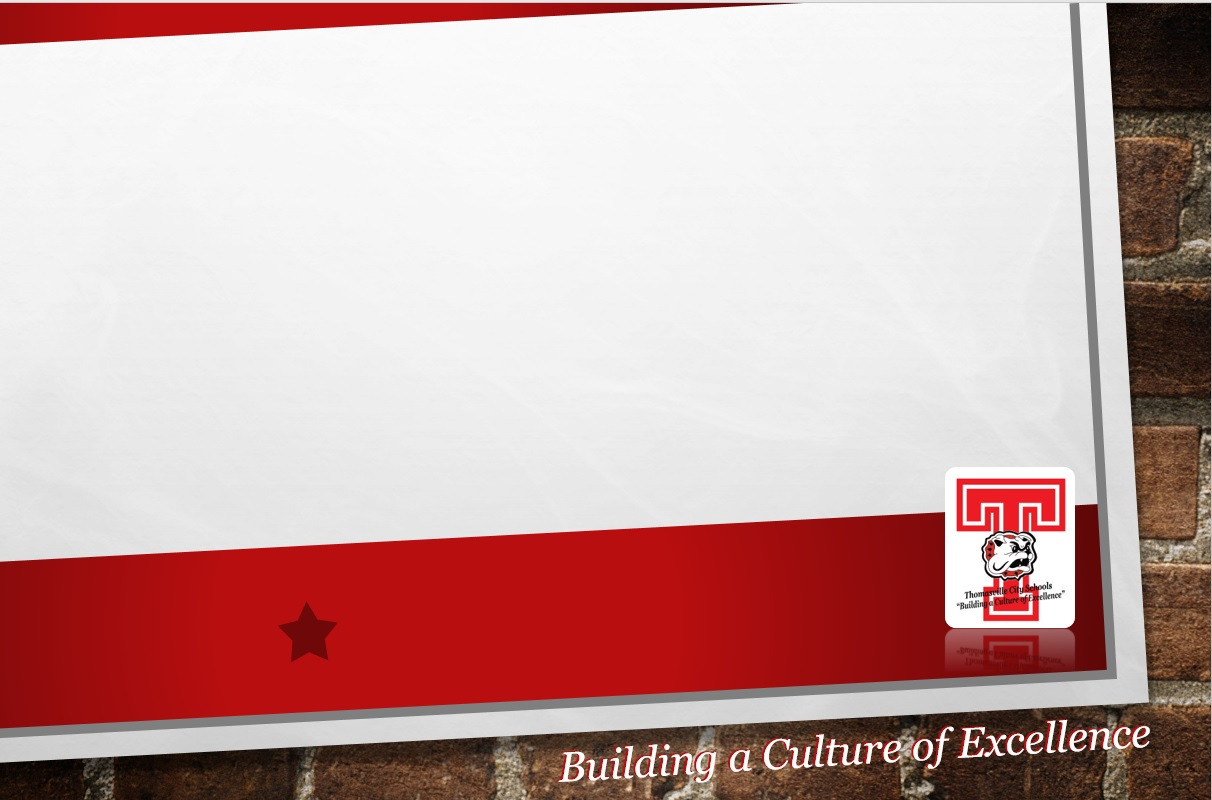 T
Thomasville City Schools
"Building a Culture of Excellence"
Building a Culture of Excellence